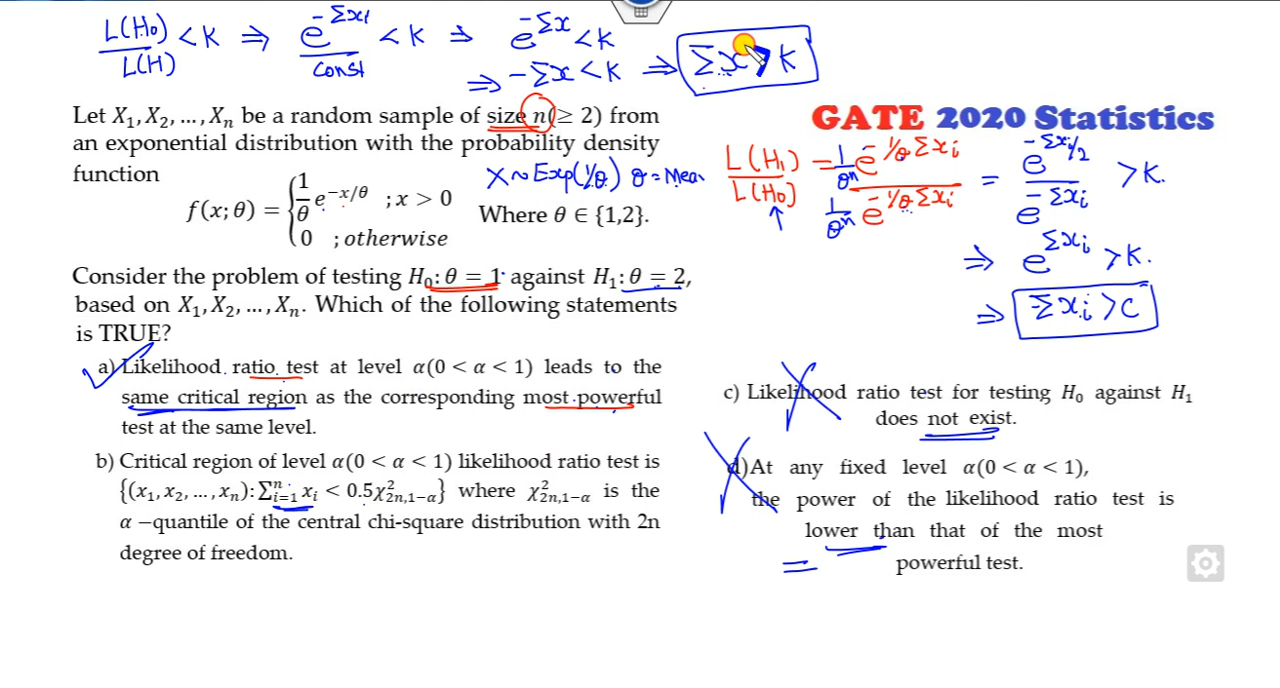 L(H₀)/L(H) < K ⇒ e^(-Σx1)/const < K ⇒ e^(-Σx) < K
⇒ -Σx < K ⇒ Σx > K
Let X₁, X₂, ..., Xₙ be a random sample of size n(≥ 2) from
an exponential distribution with the probability density
function
X ~ Exp(1/θ) θ = Mean
f(x; θ) = { 1/θ e^(−x/θ) ; x > 0
0 ; otherwise
Where θ ∈ {1,2}.
Consider the problem of testing H₀: θ = 1 against H₁: θ = 2,
based on X₁, X₂, ..., Xₙ. Which of the following statements
is TRUE?
a) Likelihood ratio test at level α(0 < α < 1) leads to the
same critical region as the corresponding most powerful
test at the same level.
b) Critical region of level α(0 < α < 1) likelihood ratio test is
{(x₁, x₂, ..., xₙ): Σⁿᵢ₌₁ xᵢ < 0.5χ²₂ₙ,₁₋α} where χ²₂ₙ,₁₋α is the
α −quantile of the central chi-square distribution with 2n
degree of freedom.
GATE 2020 Statistics
L(H₁)/L(H₀) = (1/θⁿ e^(-1/θ Σxi))/(1/θⁿ e^(-1/θ Σxi)) = e^(-Σxi/2)/e^(-Σxi) > K.
⇒ e^(Σxi) > K.
⇒ Σxi > C
c) Likelihood ratio test for testing H₀ against H₁
does not exist.
d) At any fixed level α(0 < α < 1),
the power of the likelihood ratio test is
lower than that of the most
powerful test.
=